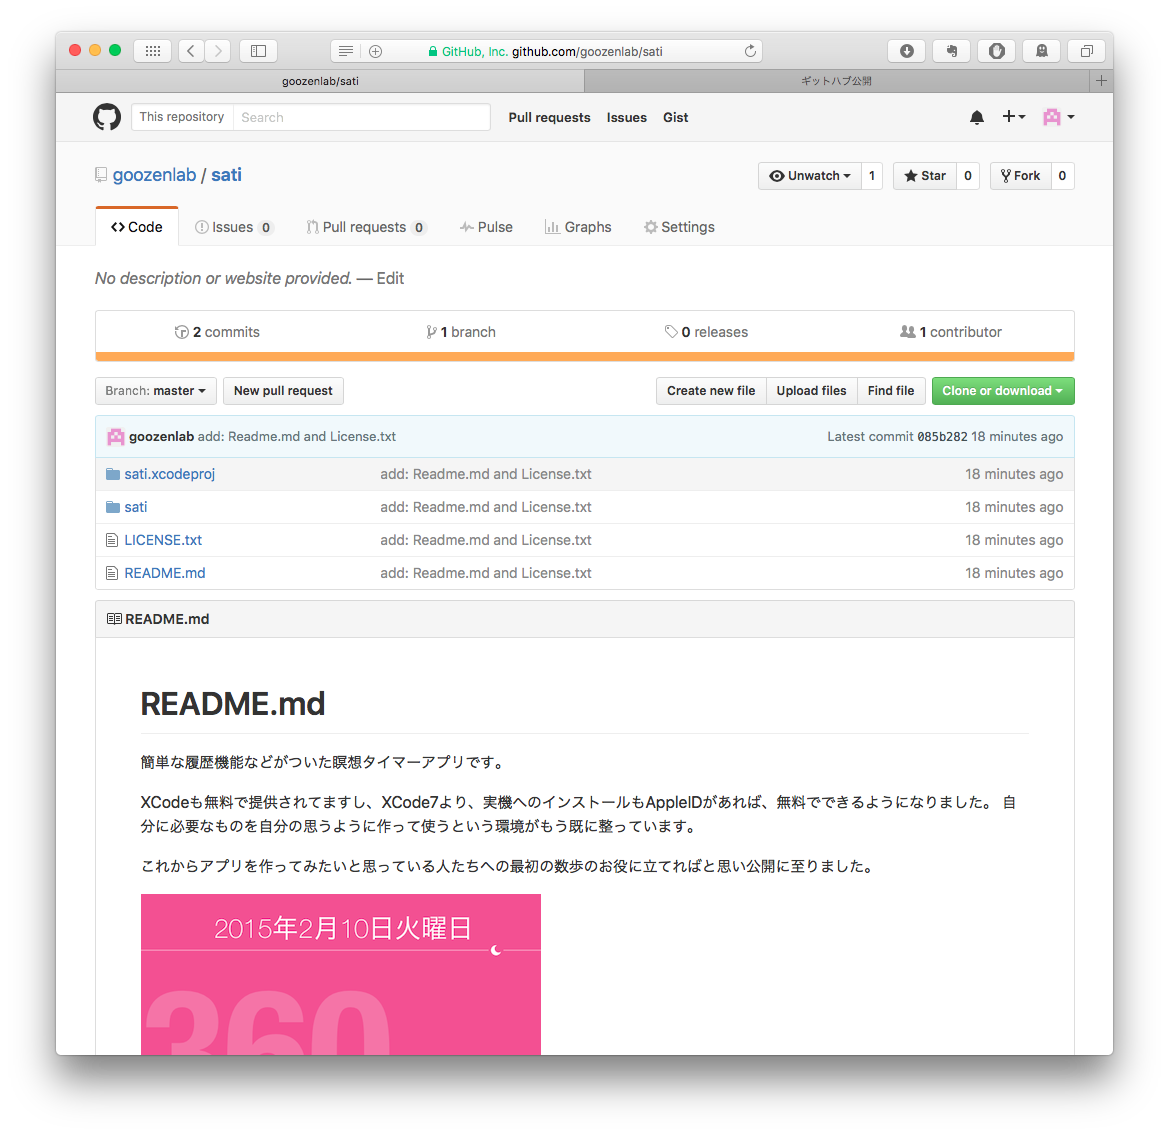 GitHub, Inc. github.com/goozenlab/sati
goozenlab/sati
ギットハブ公開
This repository Search Pull requests Issues Gist
goozenlab / sati
Unwatch 1 Star 0 Fork 0
Code Issues 0 Pull requests 0 Pulse Graphs Settings
No description or website provided. — Edit
2 commits 1 branch 0 releases 1 contributor
Branch: master New pull request Create new file Upload files Find file Clone or download
goozenlab add: Readme.md and License.txt Latest commit 085b282 18 minutes ago
sati.xcodeproj add: Readme.md and License.txt 18 minutes ago
sati add: Readme.md and License.txt 18 minutes ago
LICENSE.txt add: Readme.md and License.txt 18 minutes ago
README.md add: Readme.md and License.txt 18 minutes ago
README.md
README.md
簡単な履歴機能などがついた瞑想タイマーアプリです。
XCodeも無料で提供されてますし、XCode7より、実機へのインストールもAppleIDがあれば、無料でできるようになりました。 自
分に必要なものを自分の思うように作って使うという環境がもう既に整っています。
これからアプリを作ってみたいと思っている人たちへの最初の数歩のお役に立てればと思い公開に至りました。
2015年2月10日火曜日
360